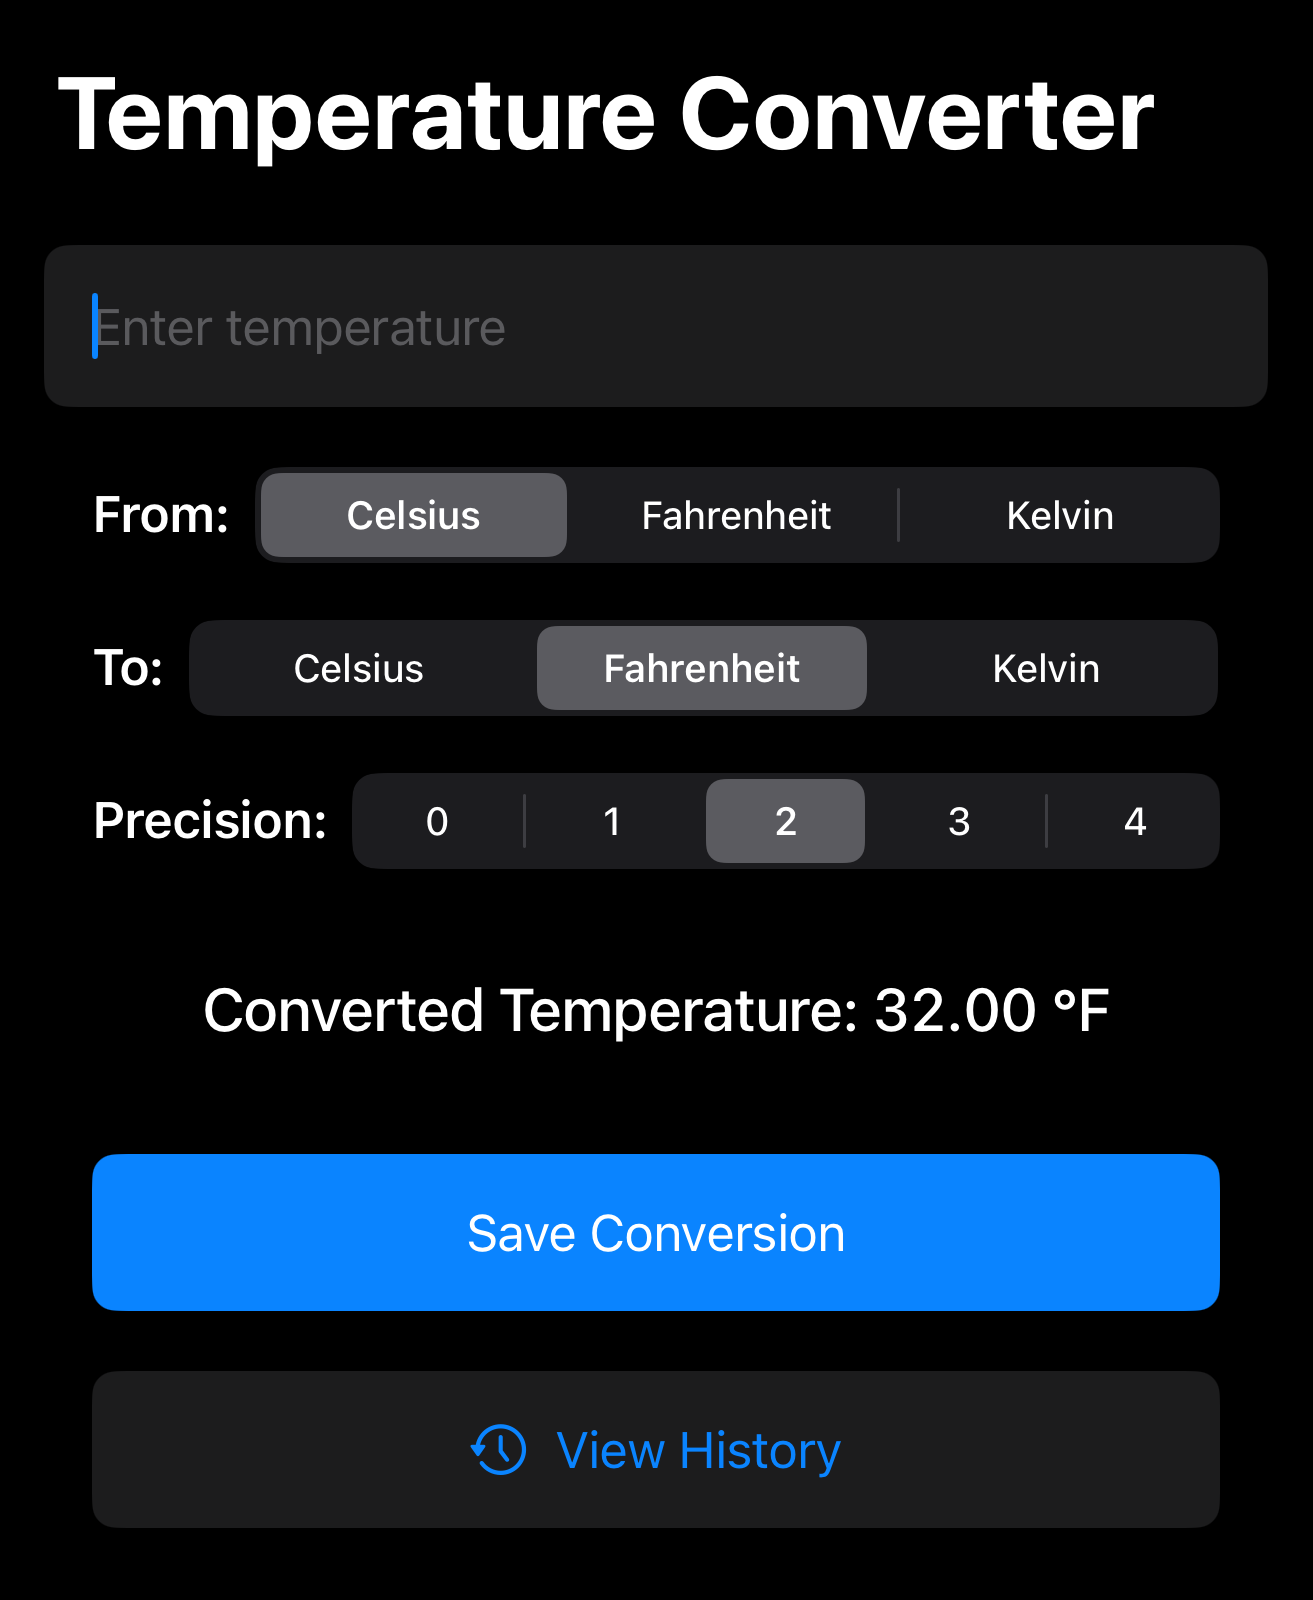 Temperature Converter
Enter temperature
From: Celsius Fahrenheit Kelvin
To: Celsius Fahrenheit Kelvin
Precision: 0 1 2 3 4
Converted Temperature: 32.00 °F
Save Conversion
View History